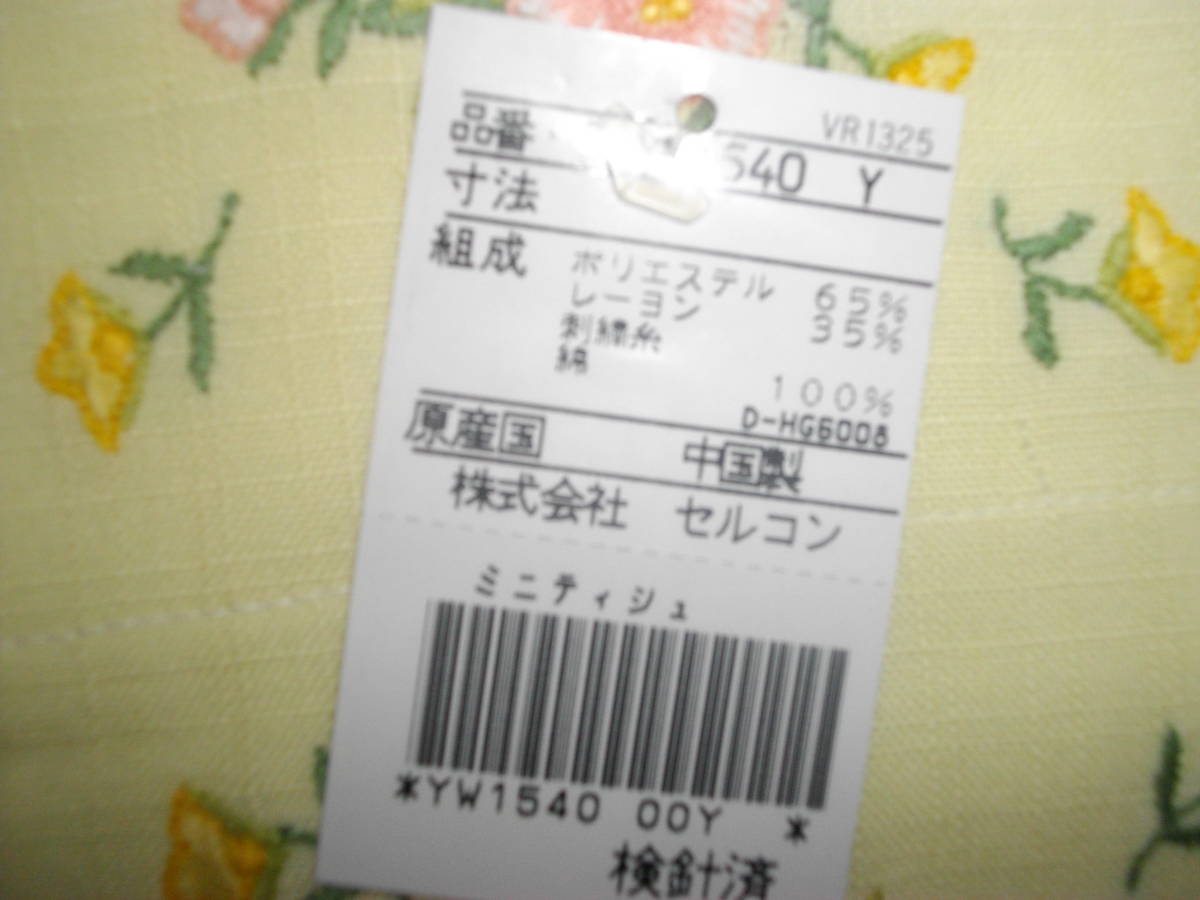 VR1325
品番 540 Y
寸法
組成 ポリエステル 65%
レーヨン 35%
刺繍糸
綿 100%
D-HG6008
原産国 中国製
株式会社 セルコン
ミニティシュ
*YW1540 00Y *
検針済